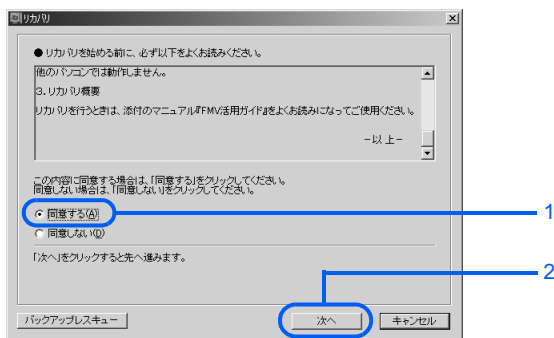 リカバリ
● リカバリを始める前に、必ず以下をよくお読みください。
他のパソコンでは動作しません。
3. リカバリ概要
リカバリを行うときは、添付のマニュアル『FMV活用ガイド』をよくお読みになってご使用ください。
－以上－
この内容に同意する場合は、「同意する」をクリックしてください。
同意しない場合は、「同意しない」をクリックしてください。
同意する(A)
1
同意しない(D)
「次へ」をクリックすると先へ進みます。
2
バックアップレスキュー
次へ
キャンセル